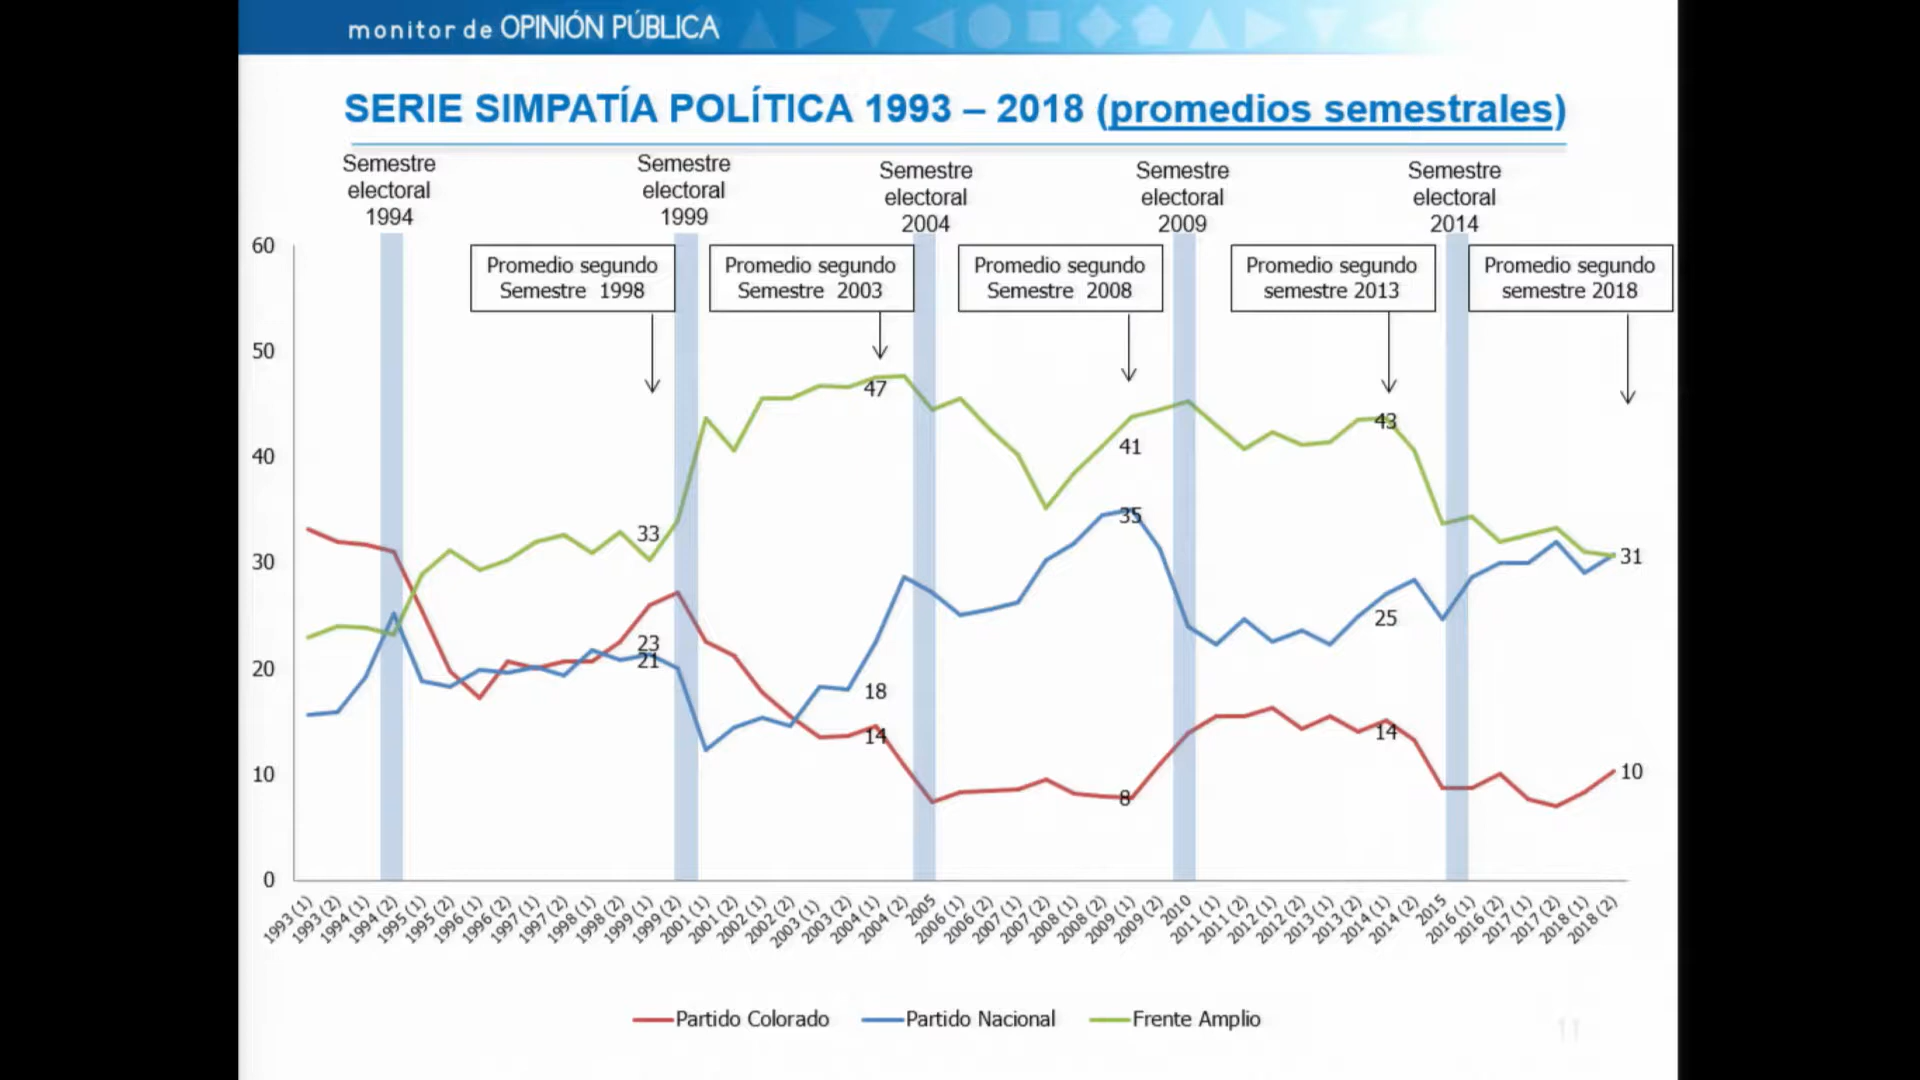 monitor de OPINIÓN PÚBLICA
SERIE SIMPATÍA POLÍTICA 1993 – 2018 (promedios semestrales)
Semestre
electoral
1994
Semestre
electoral
1999
Semestre
electoral
2004
Semestre
electoral
2009
Semestre
electoral
2014
Promedio segundo
Semestre 1998
Promedio segundo
Semestre 2003
Promedio segundo
Semestre 2008
Promedio segundo
semestre 2013
Promedio segundo
semestre 2018
60
50
40
30
20
10
0
33
23
21
47
18
14
41
35
8
43
25
14
31
10
1993 (1)
1993 (2)
1994 (1)
1994 (2)
1995 (1)
1995 (2)
1996 (1)
1996 (2)
1997 (1)
1997 (2)
1998 (1)
1998 (2)
1999 (1)
1999 (2)
2001 (1)
2001 (2)
2002 (1)
2002 (2)
2003 (1)
2003 (2)
2004 (1)
2004 (2)
2005
2006 (1)
2006 (2)
2007 (1)
2007 (2)
2008 (1)
2008 (2)
2009 (1)
2009 (2)
2010
2011 (1)
2011 (2)
2012 (1)
2012 (2)
2013 (1)
2013 (2)
2014 (1)
2014 (2)
2015
2016 (1)
2016 (2)
2017 (1)
2017 (2)
2018 (1)
2018 (2)
Partido Colorado
Partido Nacional
Frente Amplio
11